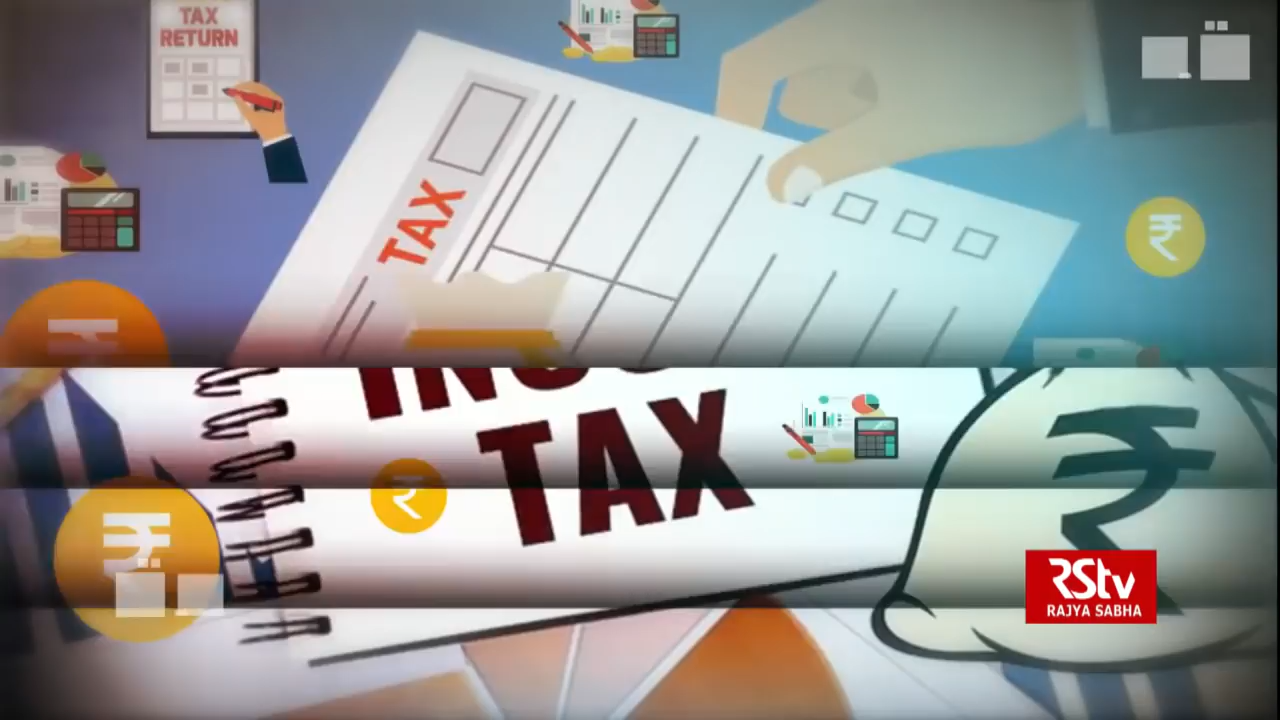 TAX
RETURN
TAX
₹
₹
TAX
₹
₹
₹
RSTV
RAJYA SABHA